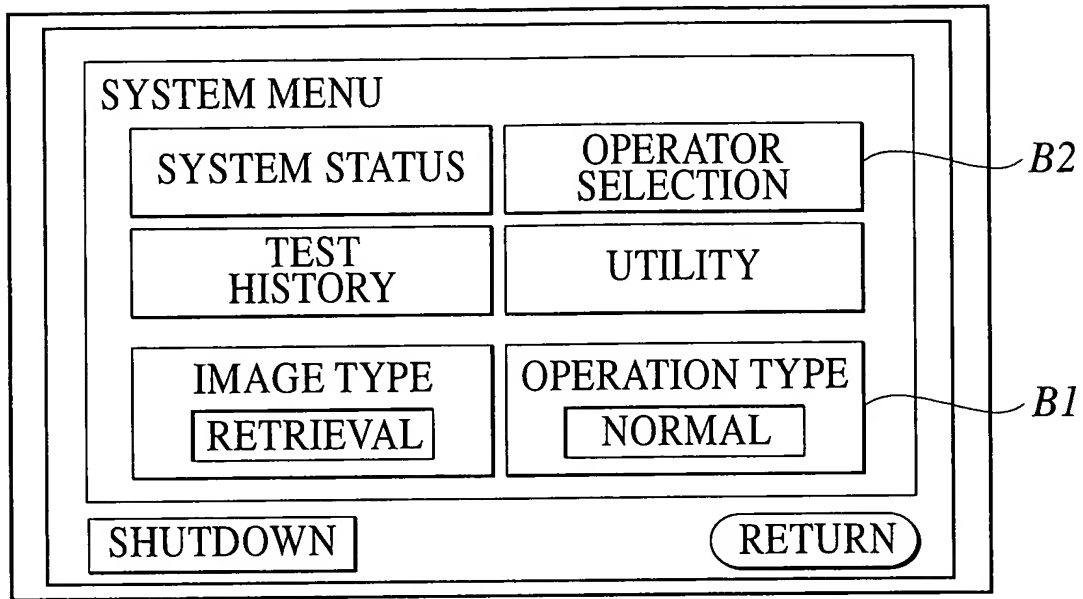 SYSTEM MENU
SYSTEM STATUS
OPERATOR
SELECTION
B2
TEST
HISTORY
UTILITY
IMAGE TYPE
RETRIEVAL
OPERATION TYPE
NORMAL
B1
SHUTDOWN
RETURN